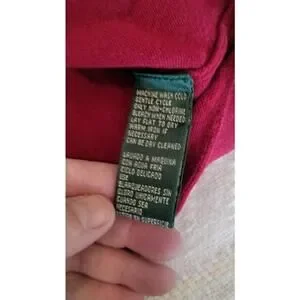 MACHINE WASH COLD
GENTLE CYCLE
ONLY NON-CHLORINE
BLEACH WHEN NEEDED
LAY FLAT TO DRY
WARM IRON IF
NECESSARY
CAN BE DRY CLEANED
LAVADO A MAQUINA
CON AGUA FRIA
CICLO DELICADO
USE
BLANQUEADORES SIN
CLORO UNICAMENTE
CUANDO SEA
NECESARIO
EN SUPERFICIE